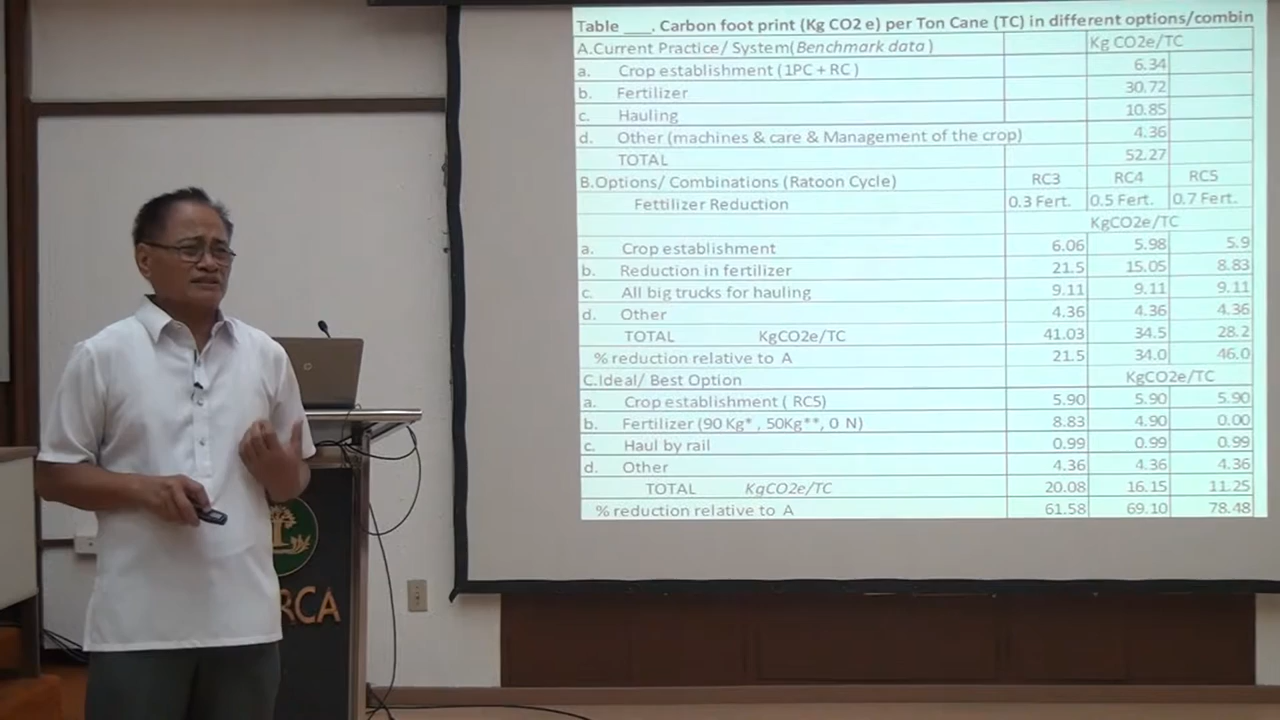 Table ___. Carbon foot print (Kg CO2 e) per Ton Cane (TC) in different options/combin
A.Current Practice/ System(Benchmark data) Kg CO2e/TC
a. Crop establishment (1PC + RC) 6.34
b. Fertilizer 30.72
c. Hauling 10.85
d. Other (machines & care & Management of the crop) 4.36
TOTAL 52.27
B.Options/ Combinations (Ratoon Cycle) RC3 RC4 RC5
Fettilizer Reduction 0.3 Fert. 0.5 Fert. 0.7 Fert.
KgCO2e/TC
a. Crop establishment 6.06 5.98 5.9
b. Reduction in fertilizer 21.5 15.05 8.83
c. All big trucks for hauling 9.11 9.11 9.11
d. Other 4.36 4.36 4.36
TOTAL KgCO2e/TC 41.03 34.5 28.2
% reduction relative to A 21.5 34.0 46.0
C.Ideal/ Best Option KgCO2e/TC
a. Crop establishment ( RC5) 5.90 5.90 5.90
b. Fertilizer (90 Kg* , 50Kg**, 0 N) 8.83 4.90 0.00
c. Haul by rail 0.99 0.99 0.99
d. Other 4.36 4.36 4.36
TOTAL KgCO2e/TC 20.08 16.15 11.25
% reduction relative to A 61.58 69.10 78.48
RCA